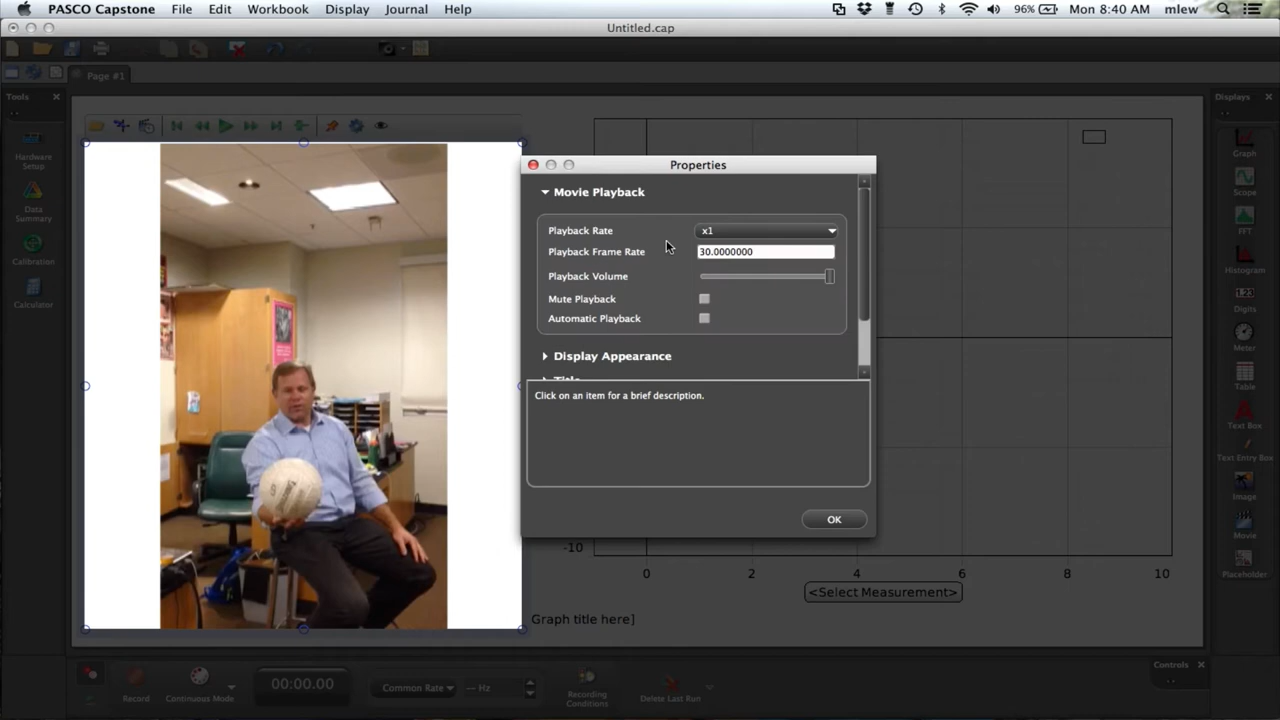 PASCO Capstone File Edit Workbook Display Journal Help 96% Mon 8:40 AM mlew
Untitled.cap
Page #1
Tools
Displays
Hardware
Setup
Data
Summary
Calibration
Calculator
Properties
Movie Playback
Playback Rate x1
Playback Frame Rate 30.0000000
Playback Volume
Mute Playback
Automatic Playback
Display Appearance
Title
Click on an item for a brief description.
OK
-10
0 2 4 6 8 10
<Select Measurement>
Graph title here]
Graph
Scope
FFT
Histogram
1:23
Digits
Meter
Table
Text Box
Text Entry Box
Image
Movie
Placeholder
Record
Continuous Mode
00:00.00
Common Rate
--- Hz
Recording
Conditions
Delete Last Run
Controls